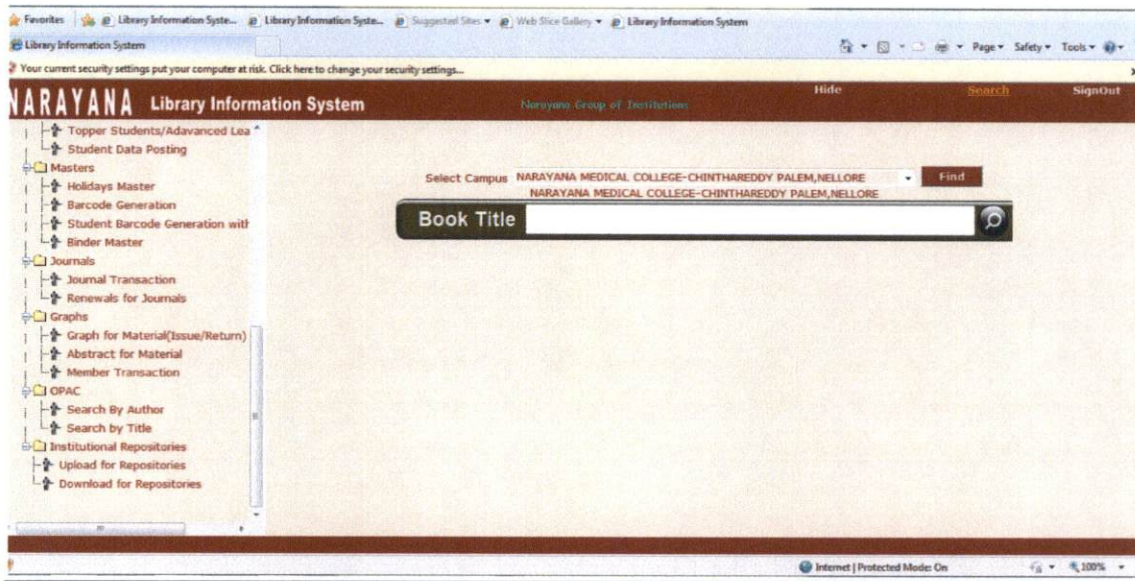 Favorites Library Information Syste... Library Information Syste... Suggested Sites Web Slice Gallery Library Information System
Library Information System Page Safety Tools
Your current security settings put your computer at risk. Click here to change your security settings...
NARAYANA Library Information System Narayana Group of Institutions Hide Search SignOut
Topper Students/Adavanced Lea
Student Data Posting
Masters
Holidays Master
Barcode Generation
Student Barcode Generation with
Binder Master
Journals
Journal Transaction
Renewals for Journals
Graphs
Graph for Material(Issue/Return)
Abstract for Material
Member Transaction
OPAC
Search By Author
Search by Title
Institutional Repositories
Upload for Repositories
Download for Repositories
Select Campus NARAYANA MEDICAL COLLEGE-CHINTHAREDDY PALEM,NELLORE Find
NARAYANA MEDICAL COLLEGE-CHINTHAREDDY PALEM,NELLORE
Book Title
Internet | Protected Mode: On 100%